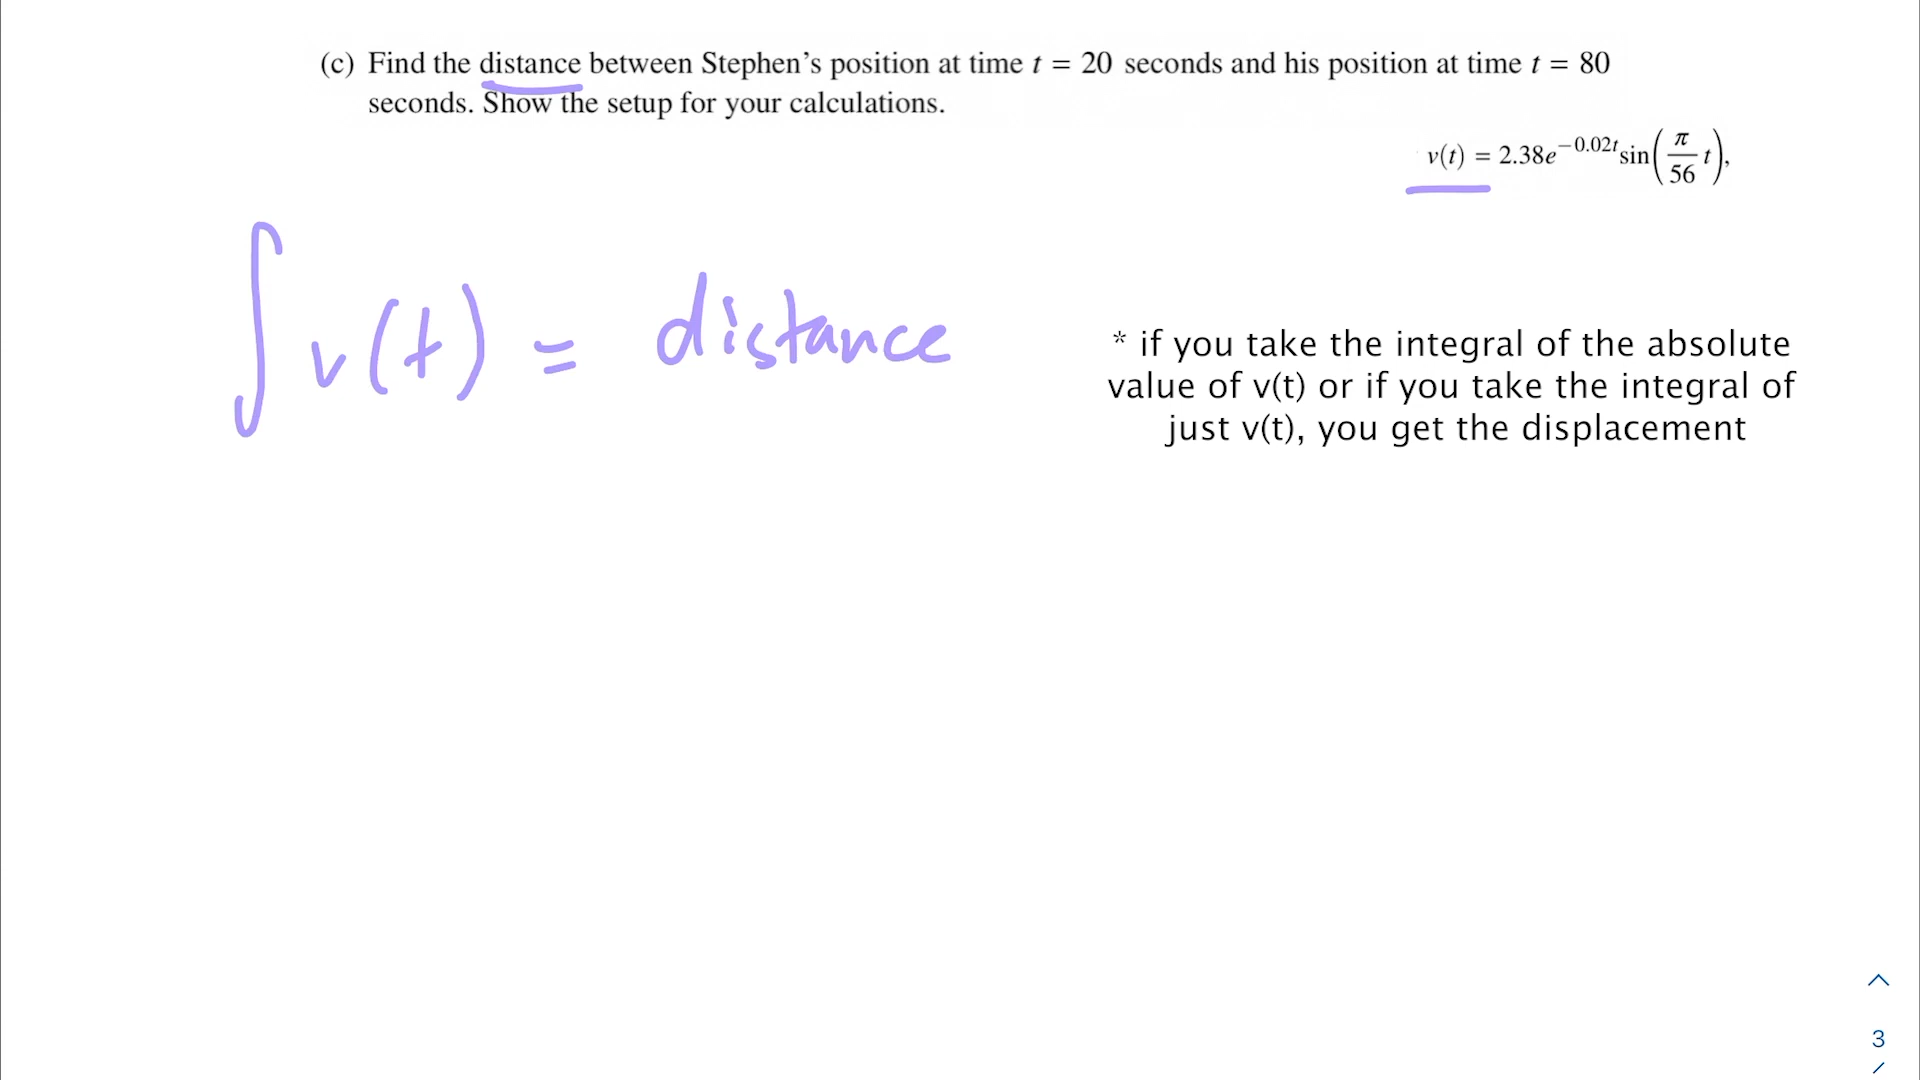 (c) Find the distance between Stephen’s position at time t = 20 seconds and his position at time t = 80
seconds. Show the setup for your calculations.
v(t) = 2.38e^{-0.02t} sin(π/56 t),
∫ v(t) = distance
* if you take the integral of the absolute
value of v(t) or if you take the integral of
just v(t), you get the displacement
3